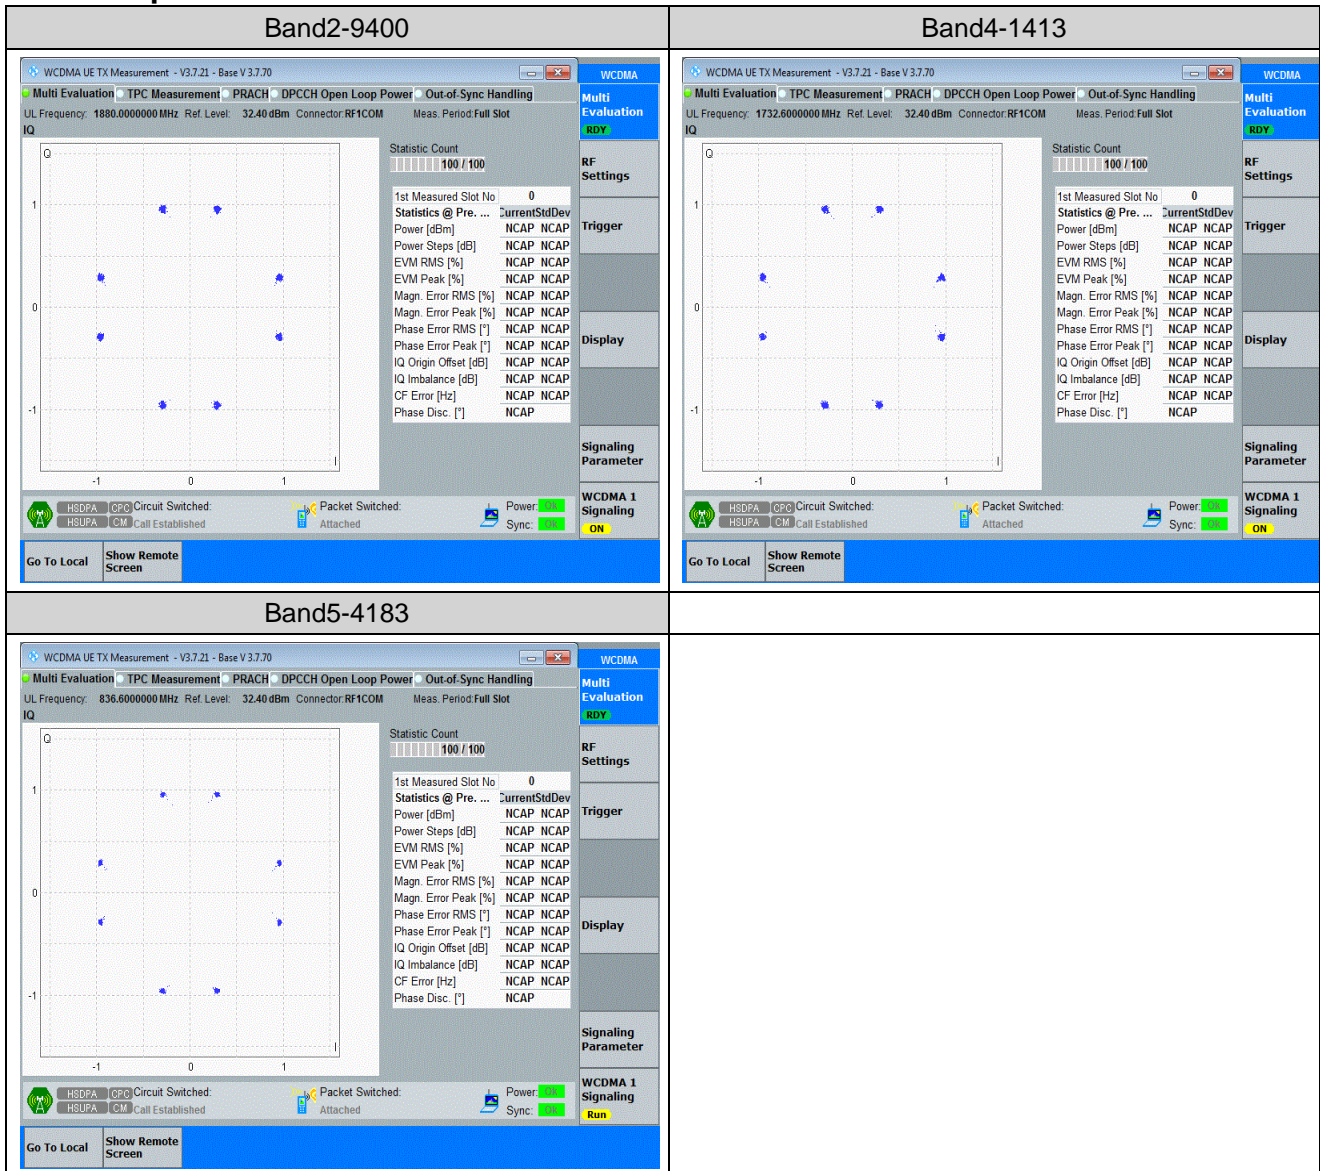 Band2-9400
Band4-1413
WCDMA UE TX Measurement - V3.7.21 - Base V 3.7.70
WCDMA
Multi Evaluation TPC Measurement PRACH DPCCH Open Loop Power Out-of-Sync Handling
Multi Evaluation
RDY
UL Frequency: 1880.0000000 MHz Ref. Level: 32.40 dBm Connector:RF1COM Meas. Period:Full Slot
IQ
Q
Statistic Count
100 / 100
1st Measured Slot No 0
Statistics @ Pre. ... CurrentStdDev
Power [dBm] NCAP NCAP
Power Steps [dB] NCAP NCAP
EVM RMS [%] NCAP NCAP
EVM Peak [%] NCAP NCAP
Magn. Error RMS [%] NCAP NCAP
Magn. Error Peak [%] NCAP NCAP
Phase Error RMS [°] NCAP NCAP
Phase Error Peak [°] NCAP NCAP
IQ Origin Offset [dB] NCAP NCAP
IQ Imbalance [dB] NCAP NCAP
CF Error [Hz] NCAP NCAP
Phase Disc. [°] NCAP
1
0
-1
I
-1 0 1
RF Settings
Trigger
Display
Signaling Parameter
WCDMA 1 Signaling
ON
HSDPA CPC Circuit Switched: Packet Switched: Power: Ok
HSUPA CM Call Established Attached Sync: Ok
Go To Local
Show Remote Screen
WCDMA UE TX Measurement - V3.7.21 - Base V 3.7.70
WCDMA
Multi Evaluation TPC Measurement PRACH DPCCH Open Loop Power Out-of-Sync Handling
Multi Evaluation
RDY
UL Frequency: 1732.6000000 MHz Ref. Level: 32.40 dBm Connector:RF1COM Meas. Period:Full Slot
IQ
Q
Statistic Count
100 / 100
1st Measured Slot No 0
Statistics @ Pre. ... CurrentStdDev
Power [dBm] NCAP NCAP
Power Steps [dB] NCAP NCAP
EVM RMS [%] NCAP NCAP
EVM Peak [%] NCAP NCAP
Magn. Error RMS [%] NCAP NCAP
Magn. Error Peak [%] NCAP NCAP
Phase Error RMS [°] NCAP NCAP
Phase Error Peak [°] NCAP NCAP
IQ Origin Offset [dB] NCAP NCAP
IQ Imbalance [dB] NCAP NCAP
CF Error [Hz] NCAP NCAP
Phase Disc. [°] NCAP
1
0
-1
I
-1 0 1
RF Settings
Trigger
Display
Signaling Parameter
WCDMA 1 Signaling
ON
HSDPA CPC Circuit Switched: Packet Switched: Power: Ok
HSUPA CM Call Established Attached Sync: Ok
Go To Local
Show Remote Screen
Band5-4183
WCDMA UE TX Measurement - V3.7.21 - Base V 3.7.70
WCDMA
Multi Evaluation TPC Measurement PRACH DPCCH Open Loop Power Out-of-Sync Handling
Multi Evaluation
RDY
UL Frequency: 836.6000000 MHz Ref. Level: 32.40 dBm Connector:RF1COM Meas. Period:Full Slot
IQ
Q
Statistic Count
100 / 100
1st Measured Slot No 0
Statistics @ Pre. ... CurrentStdDev
Power [dBm] NCAP NCAP
Power Steps [dB] NCAP NCAP
EVM RMS [%] NCAP NCAP
EVM Peak [%] NCAP NCAP
Magn. Error RMS [%] NCAP NCAP
Magn. Error Peak [%] NCAP NCAP
Phase Error RMS [°] NCAP NCAP
Phase Error Peak [°] NCAP NCAP
IQ Origin Offset [dB] NCAP NCAP
IQ Imbalance [dB] NCAP NCAP
CF Error [Hz] NCAP NCAP
Phase Disc. [°] NCAP
1
0
-1
I
-1 0 1
RF Settings
Trigger
Display
Signaling Parameter
WCDMA 1 Signaling
Run
HSDPA CPC Circuit Switched: Packet Switched: Power: Ok
HSUPA CM Call Established Attached Sync: Ok
Go To Local
Show Remote Screen